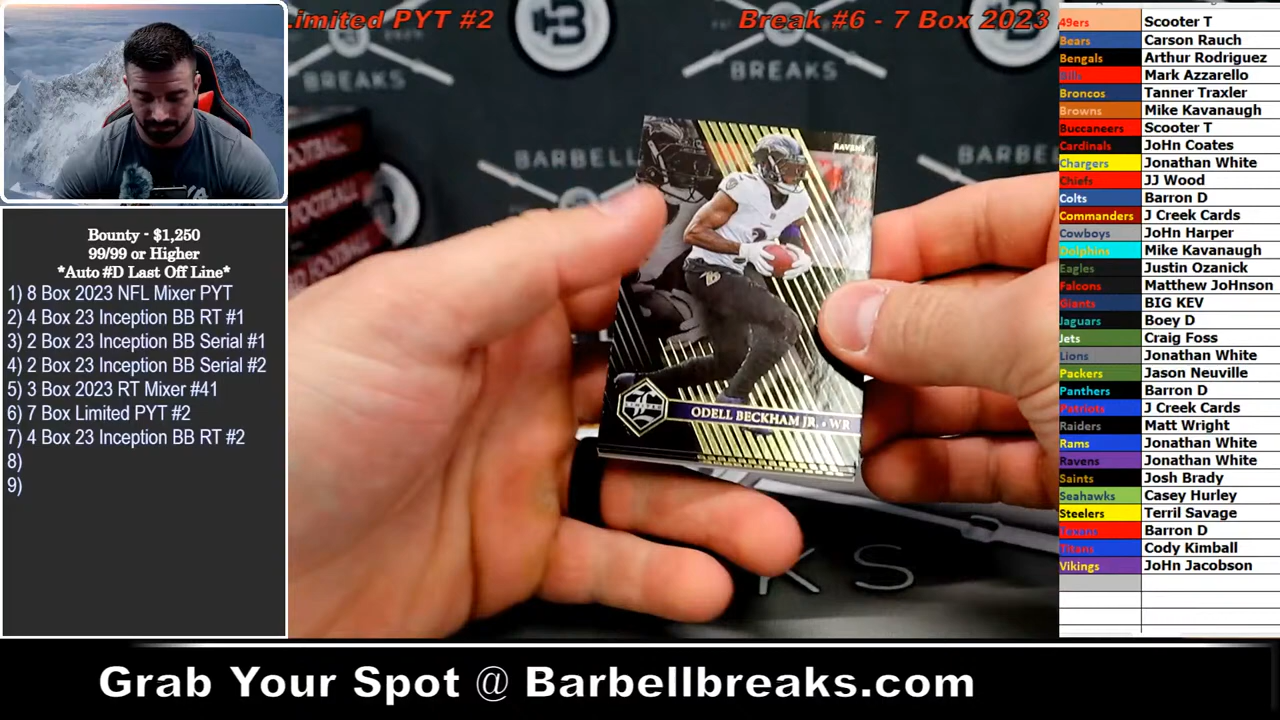 Limited PYT #2
Break #6 - 7 Box 2023
BREAKS
BREAKS
BARBELL
BARB
FOOTBALL
FOOTBALL
RAVENS
LIMITED
ODELL BECKHAM JR. • WR
KS
Bounty - $1,250
99/99 or Higher
*Auto #D Last Off Line*
1) 8 Box 2023 NFL Mixer PYT
2) 4 Box 23 Inception BB RT #1
3) 2 Box 23 Inception BB Serial #1
4) 2 Box 23 Inception BB Serial #2
5) 3 Box 2023 RT Mixer #41
6) 7 Box Limited PYT #2
7) 4 Box 23 Inception BB RT #2
8)
9)
49ers Scooter T
Bears Carson Rauch
Bengals Arthur Rodriguez
Bills Mark Azzarello
Broncos Tanner Traxler
Browns Mike Kavanaugh
Buccaneers Scooter T
Cardinals JoHn Coates
Chargers Jonathan White
Chiefs JJ Wood
Colts Barron D
Commanders J Creek Cards
Cowboys JoHn Harper
Dolphins Mike Kavanaugh
Eagles Justin Ozanick
Falcons Matthew JoHnson
Giants BIG KEV
Jaguars Boey D
Jets Craig Foss
Lions Jonathan White
Packers Jason Neuville
Panthers Barron D
Patriots J Creek Cards
Raiders Matt Wright
Rams Jonathan White
Ravens Jonathan White
Saints Josh Brady
Seahawks Casey Hurley
Steelers Terril Savage
Texans Barron D
Titans Cody Kimball
Vikings JoHn Jacobson
Grab Your Spot @ Barbellbreaks.com